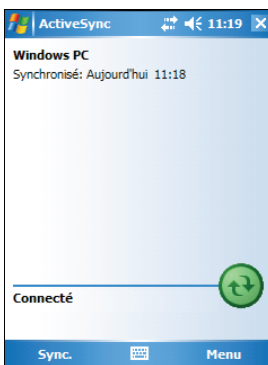 ActiveSync 11:19
Windows PC
Synchronisé: Aujourd'hui 11:18
Connecté
Sync. Menu